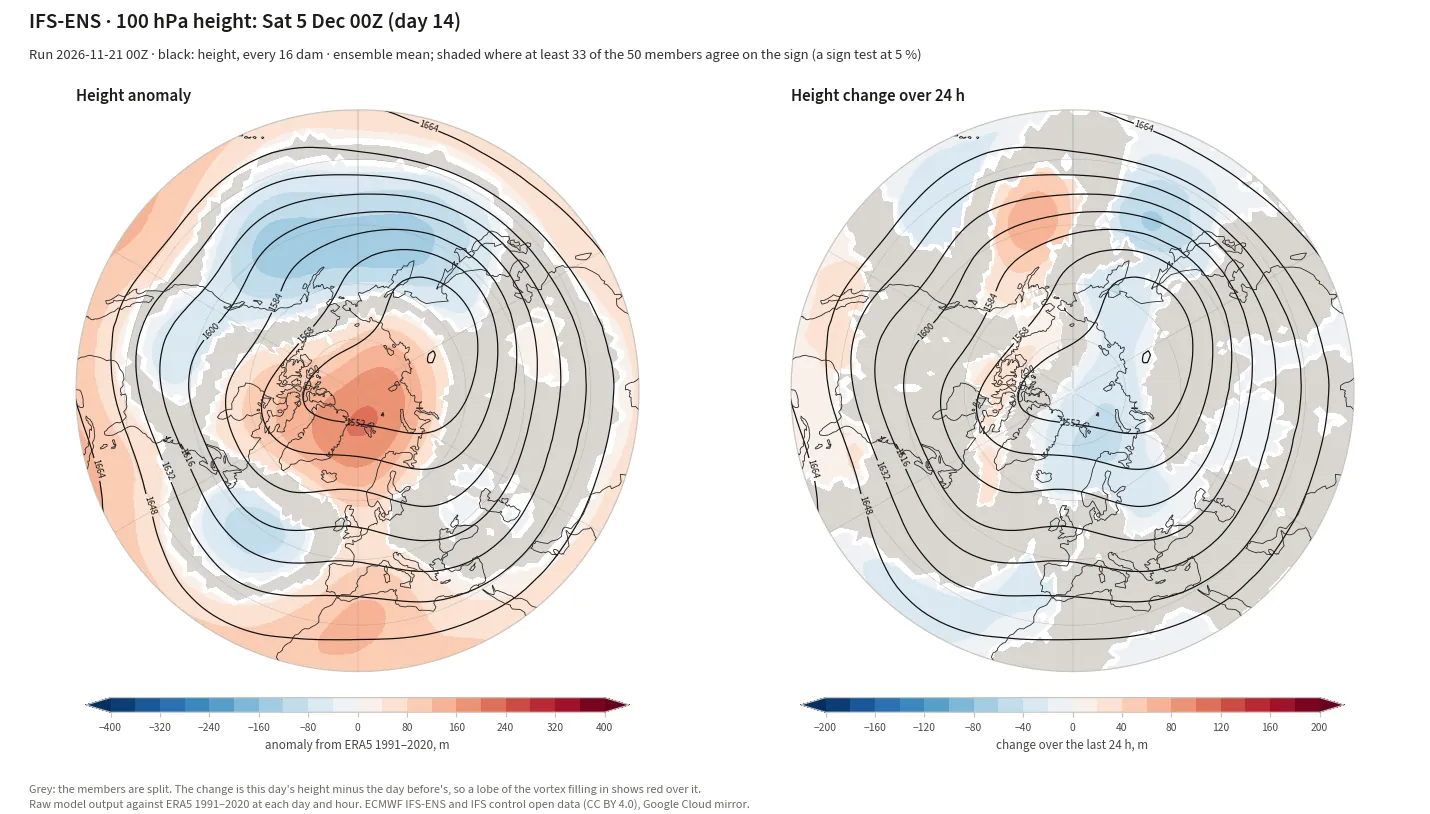 IFS-ENS · 100 hPa height: Sat 5 Dec 00Z (day 14)
Run 2026-11-21 00Z · black: height, every 16 dam · ensemble mean; shaded where at least 33 of the 50 members agree on the sign (a sign test at 5 %)
Height anomaly
Height change over 24 h
1664
1584
1600
1568
1552
1616
1632
1664
1648
1664
1584
1600
1568
1552
1616
1632
1664
1648
−400 −320 −240 −160 −80 0 80 160 240 320 400
anomaly from ERA5 1991–2020, m
−200 −160 −120 −80 −40 0 40 80 120 160 200
change over the last 24 h, m
Grey: the members are split. The change is this day's height minus the day before's, so a lobe of the vortex filling in shows red over it.
Raw model output against ERA5 1991–2020 at each day and hour. ECMWF IFS-ENS and IFS control open data (CC BY 4.0), Google Cloud mirror.